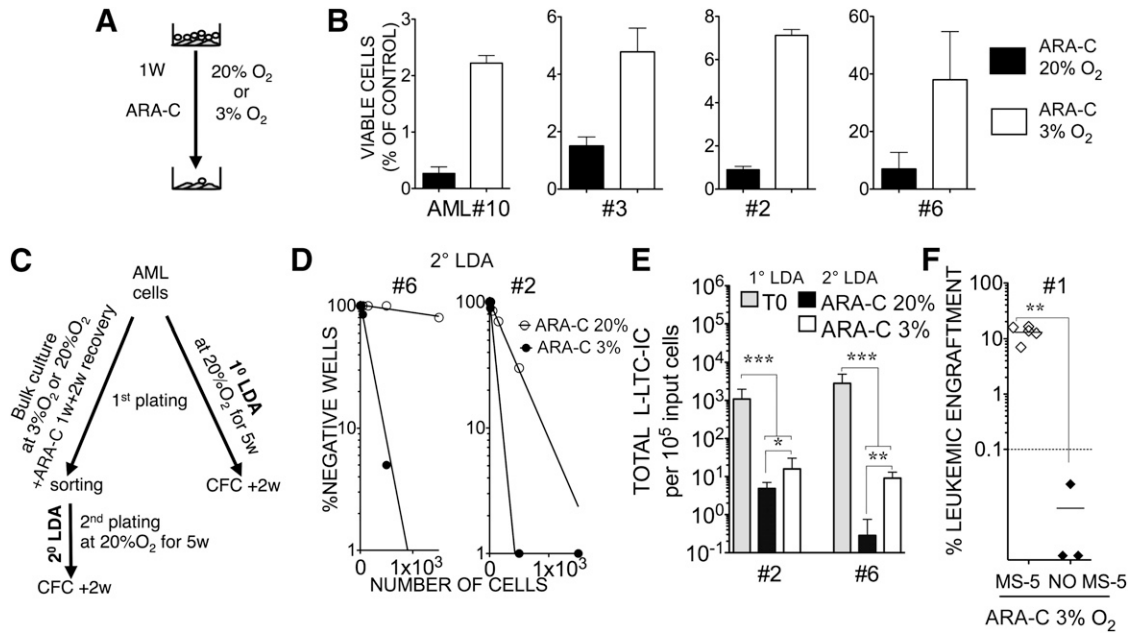 A
1W
ARA-C
20% O2
or
3% O2
B
VIABLE CELLS
(% OF CONTROL)
3
2
1
0
AML#10
6
4
2
0
#3
8
6
4
2
0
#2
60
40
20
0
#6
ARA-C
20% O2
ARA-C
3% O2
C
AML
cells
Bulk culture
at 3%O2 or 20%O2
+ARA-C 1w+2w recovery
1st plating
1⁰ LDA
at 20%O2 for 5w
sorting
CFC +2w
2⁰ LDA
2nd plating
at 20%O2 for 5w
CFC +2w
D
2° LDA
#6
#2
%NEGATIVE WELLS
100
10
1
0
1x10³
100
10
1
0
1x10³
NUMBER OF CELLS
ARA-C 20%
ARA-C 3%
E
1° LDA
2° LDA
T0
ARA-C 20%
ARA-C 3%
TOTAL L-LTC-IC
per 10⁵ input cells
10⁶
10⁵
10⁴
10³
10²
10¹
10⁰
10⁻¹
***
*
***
**
#2
#6
F
#1
% LEUKEMIC ENGRAFTMENT
100
10
1
0.1
**
MS-5
NO MS-5
ARA-C 3% O2